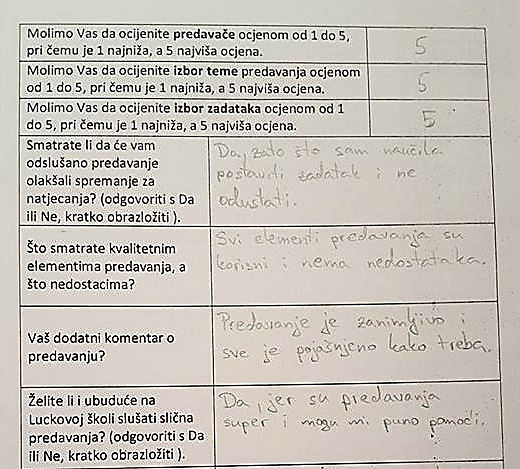 Molimo Vas da ocijenite predavače ocjenom od 1 do 5,
pri čemu je 1 najniža, a 5 najviša ocjena.
5
Molimo Vas da ocijenite izbor teme predavanja ocjenom
od 1 do 5, pri čemu je 1 najniža, a 5 najviša ocjena.
5
Molimo Vas da ocijenite izbor zadataka ocjenom od 1
do 5, pri čemu je 1 najniža, a 5 najviša ocjena.
5
Smatrate li da će vam
odslušano predavanje
olakšali spremanje za
natjecanja? (odgovoriti s Da
ili Ne, kratko obrazložiti ).
Da, zato što sam naučila
postaviti zadatak i ne
odustati.
Što smatrate kvalitetnim
elementima predavanja, a
što nedostacima?
Svi elementi predavanja su
korisni i nema nedostataka.
Vaš dodatni komentar o
predavanju?
Predavanje je zanimljivo i
sve je pojašnjeno kako treba.
Želite li i ubuduće na
Luckovoj školi slušati slična
predavanja? (odgovoriti s Da
ili Ne, kratko obrazložiti ).
Da, jer su predavanja
super i mogu mi puno pomoći.